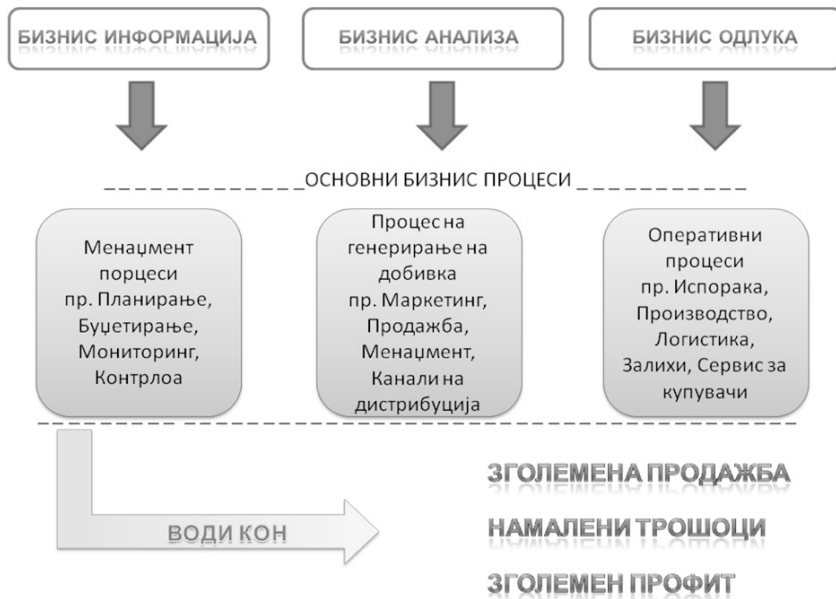 БИЗНИС ИНФОРМАЦИЈА
БИЗНИС АНАЛИЗА
БИЗНИС ОДЛУКА
ОСНОВНИ БИЗНИС ПРОЦЕСИ
Менаџмент
порцеси
пр. Планирање,
Буџетирање,
Мониторинг,
Контрлоа
Процес на
генерирање на
добивка
пр. Маркетинг,
Продажба,
Менаџмент,
Канали на
дистрибуција
Оперативни
процеси
пр. Испорака,
Производство,
Логистика,
Залихи, Сервис за
купувачи
ВОДИ КОН
ЗГОЛЕМЕНА ПРОДАЖБА
НАМАЛЕНИ ТРОШОЦИ
ЗГОЛЕМЕН ПРОФИТ